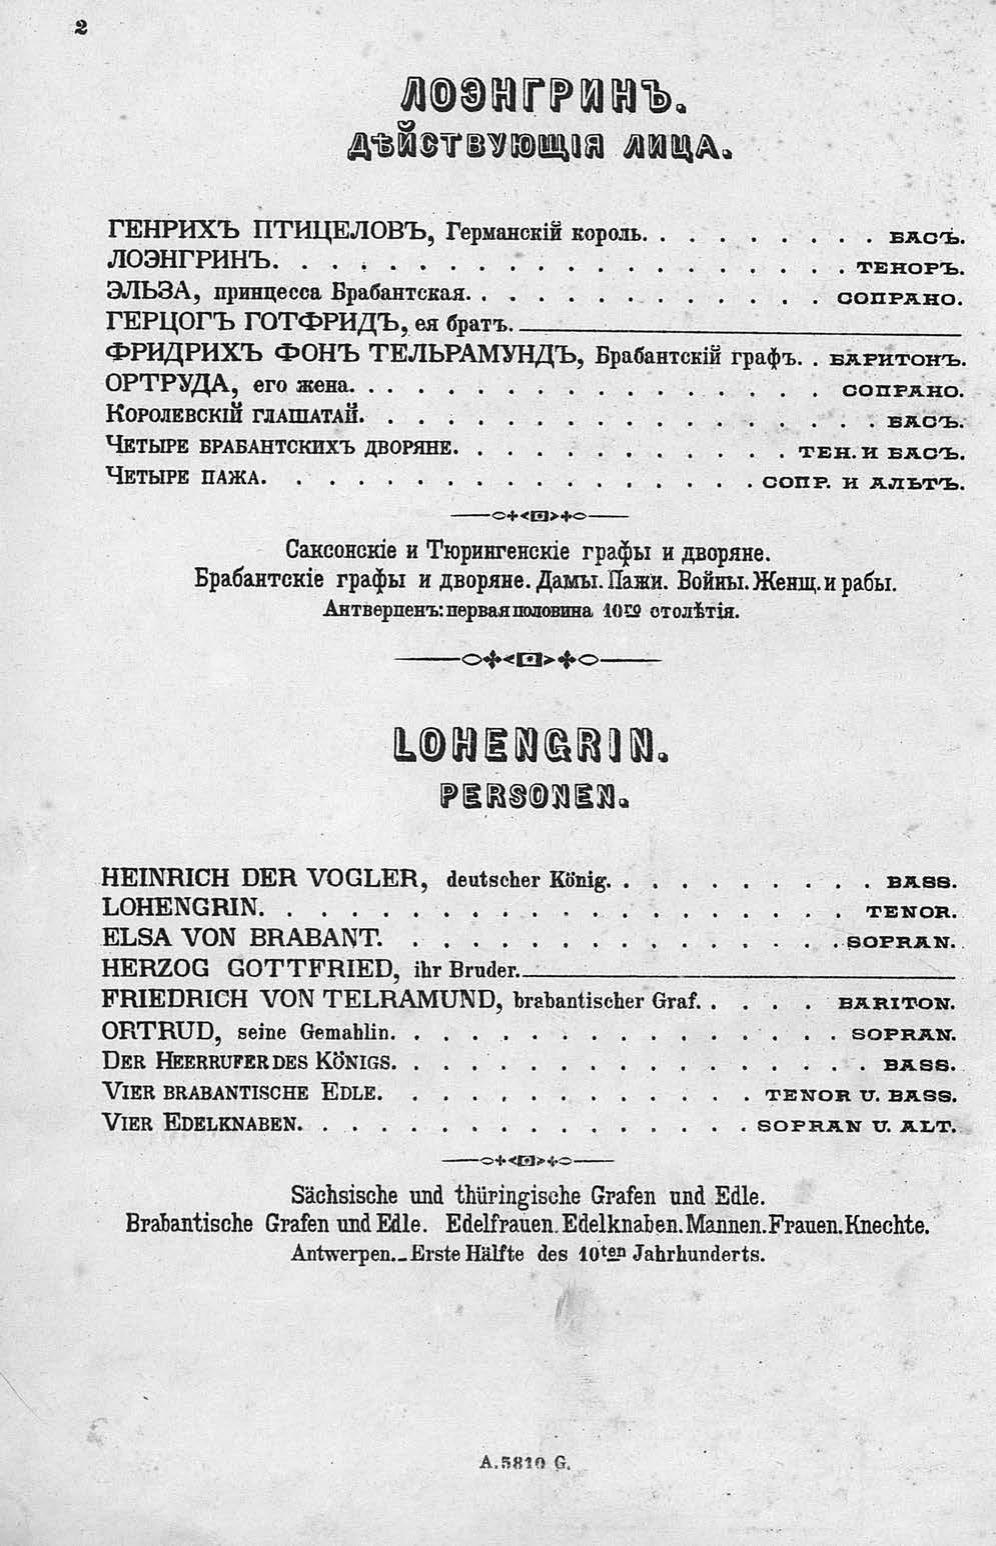 2
ЛОЭНГРИНЪ.
ДѢЙСТВУЮЩІЯ ЛИЦА.
ГЕНРИХЪ ПТИЦЕЛОВЪ, Германскій король. . . . . . . . . БАСЪ.
ЛОЭНГРИНЪ. . . . . . . . . . . . . . . . . . . . ТЕНОРЪ.
ЭЛЬЗА, принцесса Брабантская. . . . . . . . . . . . . СОПРАНО.
ГЕРЦОГЪ ГОТФРИДЪ, ея братъ.
ФРИДРИХЪ ФОНЪ ТЕЛЬРАМУНДЪ, Брабантскій графъ. . БАРИТОНЪ.
ОРТРУДА, его жена. . . . . . . . . . . . . . . . . СОПРАНО.
КОРОЛЕВСКІЙ ГЛАШАТАЙ. . . . . . . . . . . . . . . . . БАСЪ.
ЧЕТЫРЕ БРАБАНТСКИХЪ ДВОРЯНЕ. . . . . . . . . . . . ТЕН. И БАСЪ.
ЧЕТЫРЕ ПАЖА. . . . . . . . . . . . . . . . . СОПР. И АЛЬТЪ.
Саксонскіе и Тюрингенскіе графы и дворяне.
Брабантскіе графы и дворяне. Дамы. Пажи. Войны. Женщ. и рабы.
Антверпенъ: первая половина 10го столѣтія.
LOHENGRIN.
PERSONEN.
HEINRICH DER VOGLER, deutscher König. . . . . . . . . BASS.
LOHENGRIN. . . . . . . . . . . . . . . . . . . . TENOR.
ELSA VON BRABANT. . . . . . . . . . . . . . . . SOPRAN.
HERZOG GOTTFRIED, ihr Bruder.
FRIEDRICH VON TELRAMUND, brabantischer Graf. . . . . BARITON.
ORTRUD, seine Gemahlin. . . . . . . . . . . . . . . SOPRAN.
DER HEERRUFER DES KÖNIGS. . . . . . . . . . . . . . . . BASS.
VIER BRABANTISCHE EDLE. . . . . . . . . . . . . TENOR U. BASS.
VIER EDELKNABEN. . . . . . . . . . . . . . . . SOPRAN U. ALT.
Sächsische und thüringische Grafen und Edle.
Brabantische Grafen und Edle. Edelfrauen. Edelknaben. Mannen. Frauen. Knechte.
Antwerpen._Erste Hälfte des 10ten Jahrhunderts.
A. 5810 G.